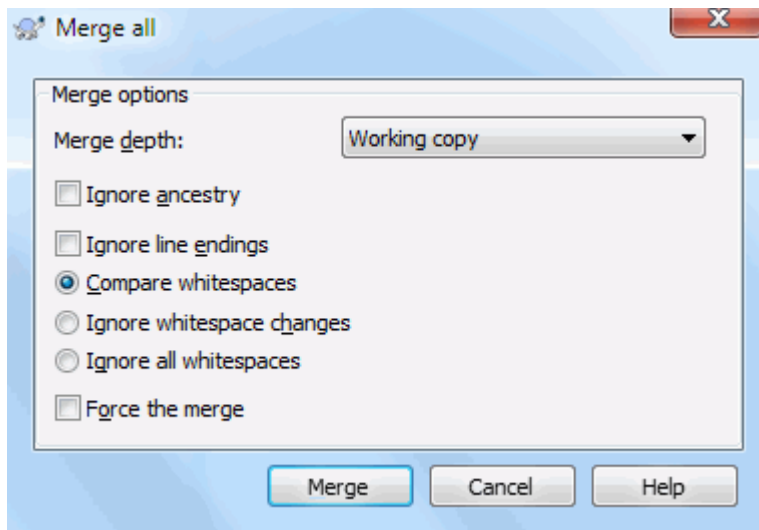 Merge all
Merge options
Merge depth: Working copy
Ignore ancestry
Ignore line endings
Compare whitespaces
Ignore whitespace changes
Ignore all whitespaces
Force the merge
Merge Cancel Help